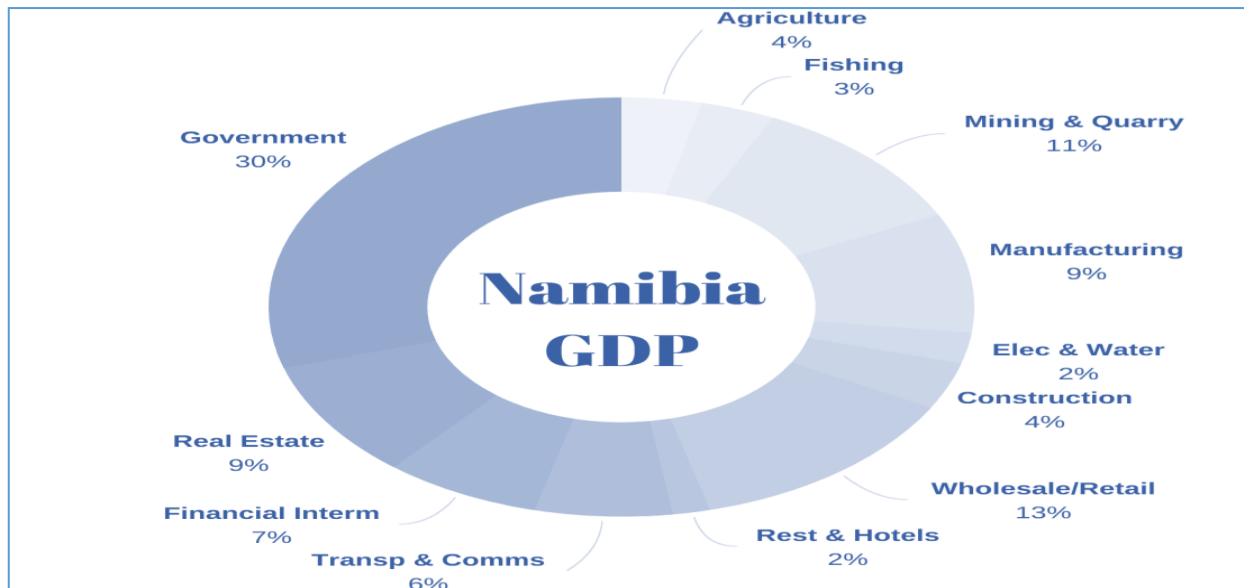 Agriculture
4%
Fishing
3%
Mining & Quarry
11%
Manufacturing
9%
Elec & Water
2%
Construction
4%
Wholesale/Retail
13%
Rest & Hotels
2%
Transp & Comms
6%
Financial Interm
7%
Real Estate
9%
Government
30%
Namibia
GDP